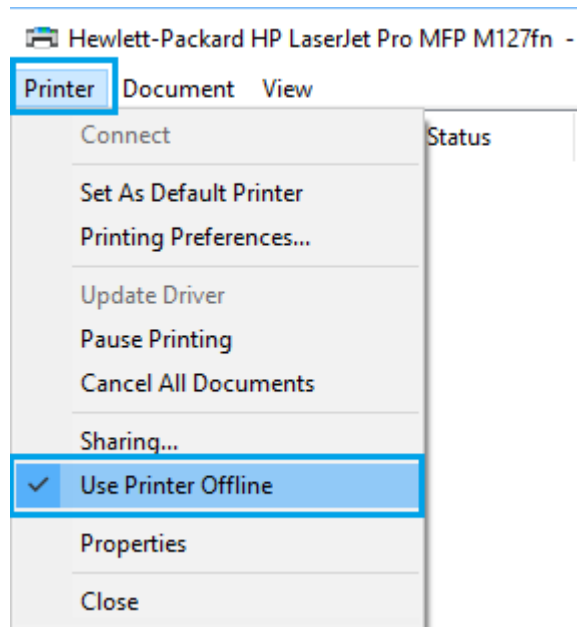 Hewlett-Packard HP LaserJet Pro MFP M127fn -
Printer Document View
Connect
Status
Set As Default Printer
Printing Preferences...
Update Driver
Pause Printing
Cancel All Documents
Sharing...
Use Printer Offline
Properties
Close